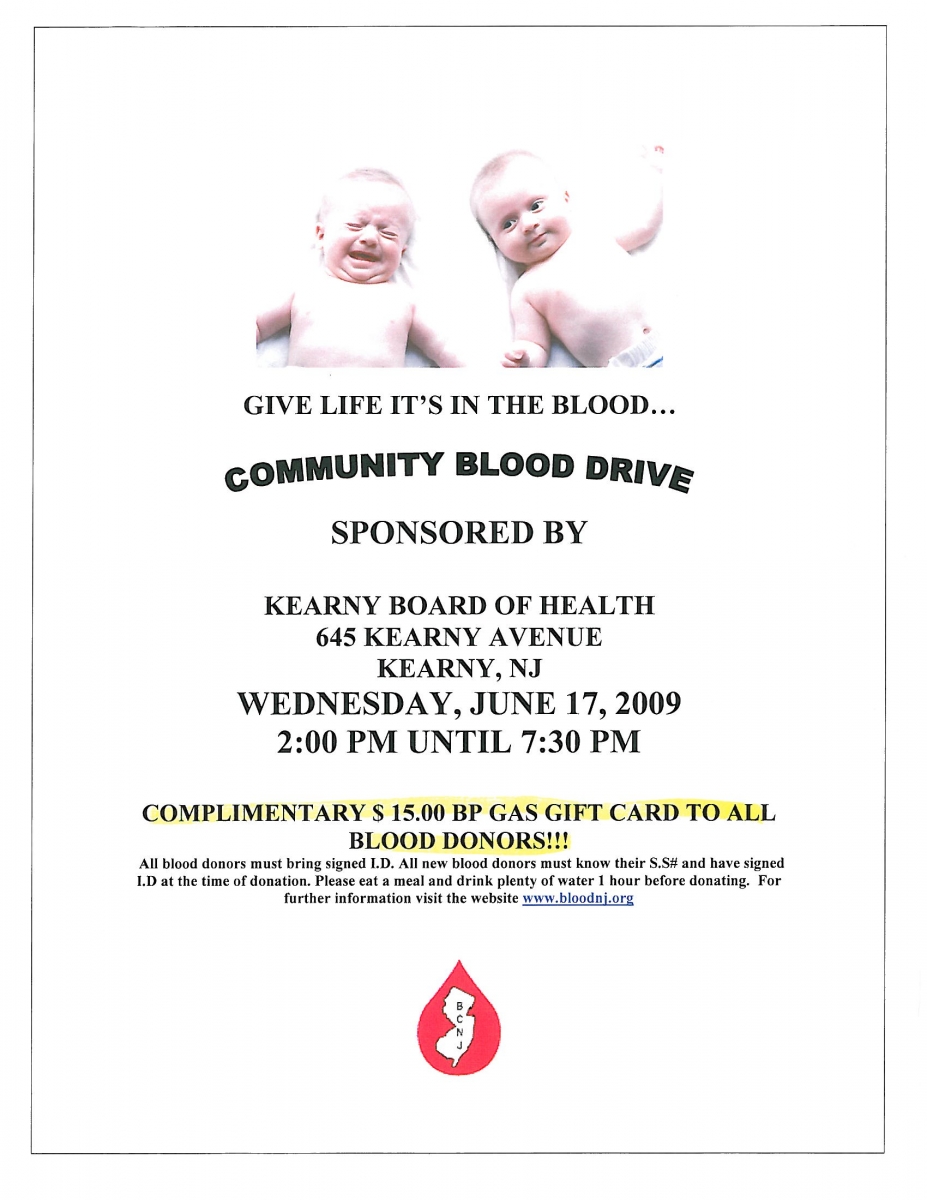 GIVE LIFE IT'S IN THE BLOOD…
COMMUNITY BLOOD DRIVE
SPONSORED BY
KEARNY BOARD OF HEALTH
645 KEARNY AVENUE
KEARNY, NJ
WEDNESDAY, JUNE 17, 2009
2:00 PM UNTIL 7:30 PM
COMPLIMENTARY $ 15.00 BP GAS GIFT CARD TO ALL
BLOOD DONORS!!!
All blood donors must bring signed I.D. All new blood donors must know their S.S# and have signed
I.D at the time of donation. Please eat a meal and drink plenty of water 1 hour before donating.  For
further information visit the website www.bloodnj.org
B
C
N
J